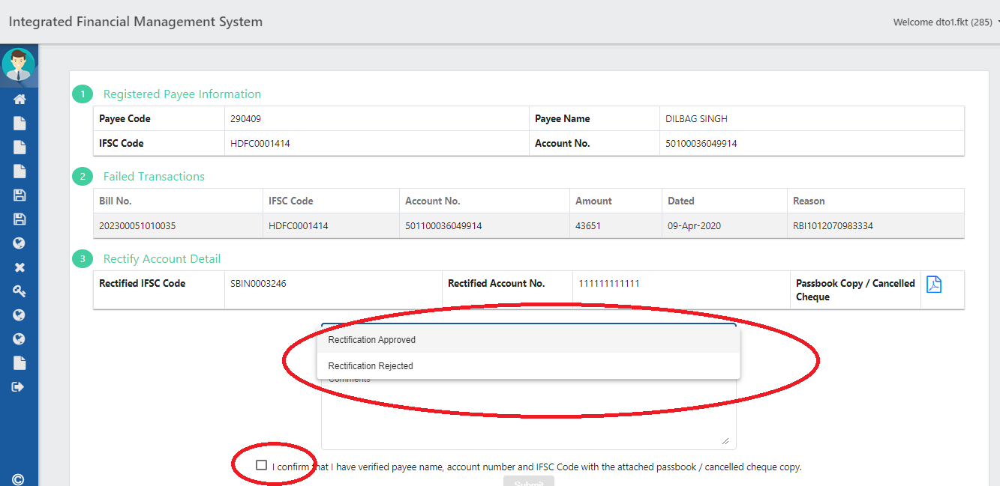 Integrated Financial Management System
Welcome dto1.fkt (285)
1 Registered Payee Information
Payee Code 290409 Payee Name DILBAG SINGH
IFSC Code HDFC0001414 Account No. 50100036049914
2 Failed Transactions
Bill No. IFSC Code Account No. Amount Dated Reason
202300051010035 HDFC0001414 501100036049914 43651 09-Apr-2020 RBI1012070983334
3 Rectify Account Detail
Rectified IFSC Code SBIN0003246 Rectified Account No. 111111111111 Passbook Copy / Cancelled
Cheque
Rectification Approved
Rectification Rejected
Comments
I confirm that I have verified payee name, account number and IFSC Code with the attached passbook / cancelled cheque copy.
Submit